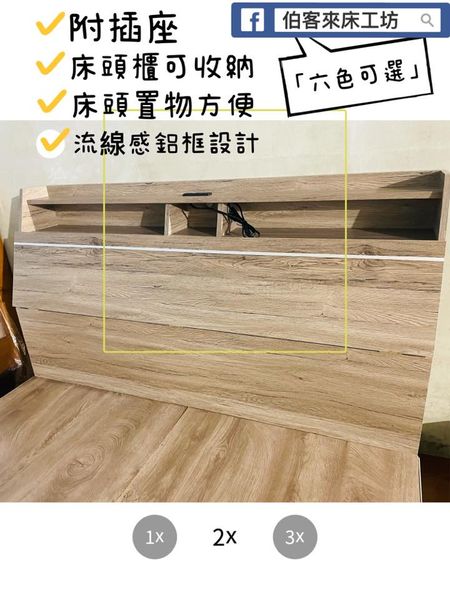 附插座
伯客來床工坊
床頭櫃可收納
「六色可選」
床頭置物方便
流線感鋁框設計
1x
2x
3x